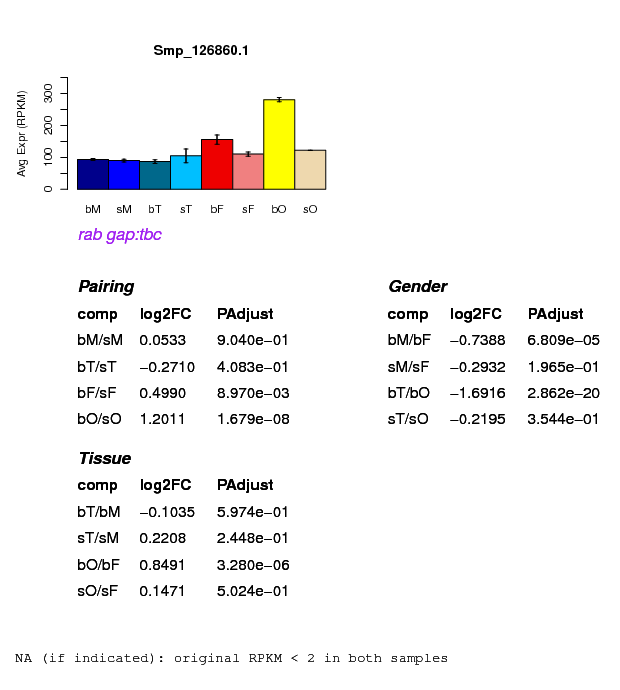 Smp_126860.1
Avg Expr (RPKM)
0 100 200 300
bM sM bT sT bF sF bO sO
rab gap:tbc
Pairing
comp log2FC PAdjust
bM/sM 0.0533 9.040e−01
bT/sT −0.2710 4.083e−01
bF/sF 0.4990 8.970e−03
bO/sO 1.2011 1.679e−08
Gender
comp log2FC PAdjust
bM/bF −0.7388 6.809e−05
sM/sF −0.2932 1.965e−01
bT/bO −1.6916 2.862e−20
sT/sO −0.2195 3.544e−01
Tissue
comp log2FC PAdjust
bT/bM −0.1035 5.974e−01
sT/sM 0.2208 2.448e−01
bO/bF 0.8491 3.280e−06
sO/sF 0.1471 5.024e−01
NA (if indicated): original RPKM < 2 in both samples